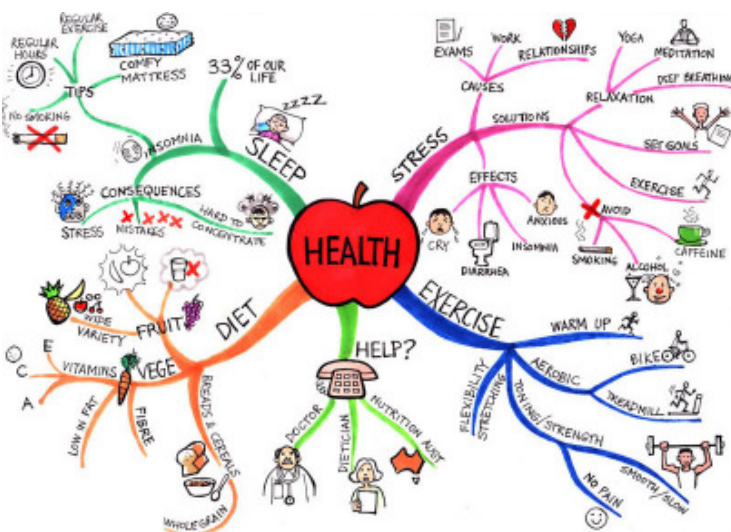 HEALTH
SLEEP
33% OF OUR LIFE
ZZZZ
INSOMNIA
TIPS
REGULAR HOURS
REGULAR EXERCISE
COMFY MATTRESS
NO SMOKING
CONSEQUENCES
STRESS
MISTAKES
HARD TO CONCENTRATE
STRESS
CAUSES
EXAMS
WORK
RELATIONSHIPS
SOLUTIONS
RELAXATION
YOGA
MEDITATION
DEEP BREATHING
SET GOALS
EXERCISE
AVOID
SMOKING
ALCOHOL
CAFFEINE
EFFECTS
CRY
DIARRHEA
INSOMNIA
ANXIOUS
EXERCISE
WARM UP
AEROBIC
BIKE
TREADMILL
TONING/STRENGTH
SMOOTH/SLOW
NO PAIN
FLEXIBILITY
STRETCHING
HELP?
DOCTOR
DIETICIAN
NUTRITION AUST
DIET
FRUIT
WIDE VARIETY
VEGE
VITAMINS
E
C
A
LOW IN FAT
FIBRE
BREADS & CEREALS
WHOLEGRAIN